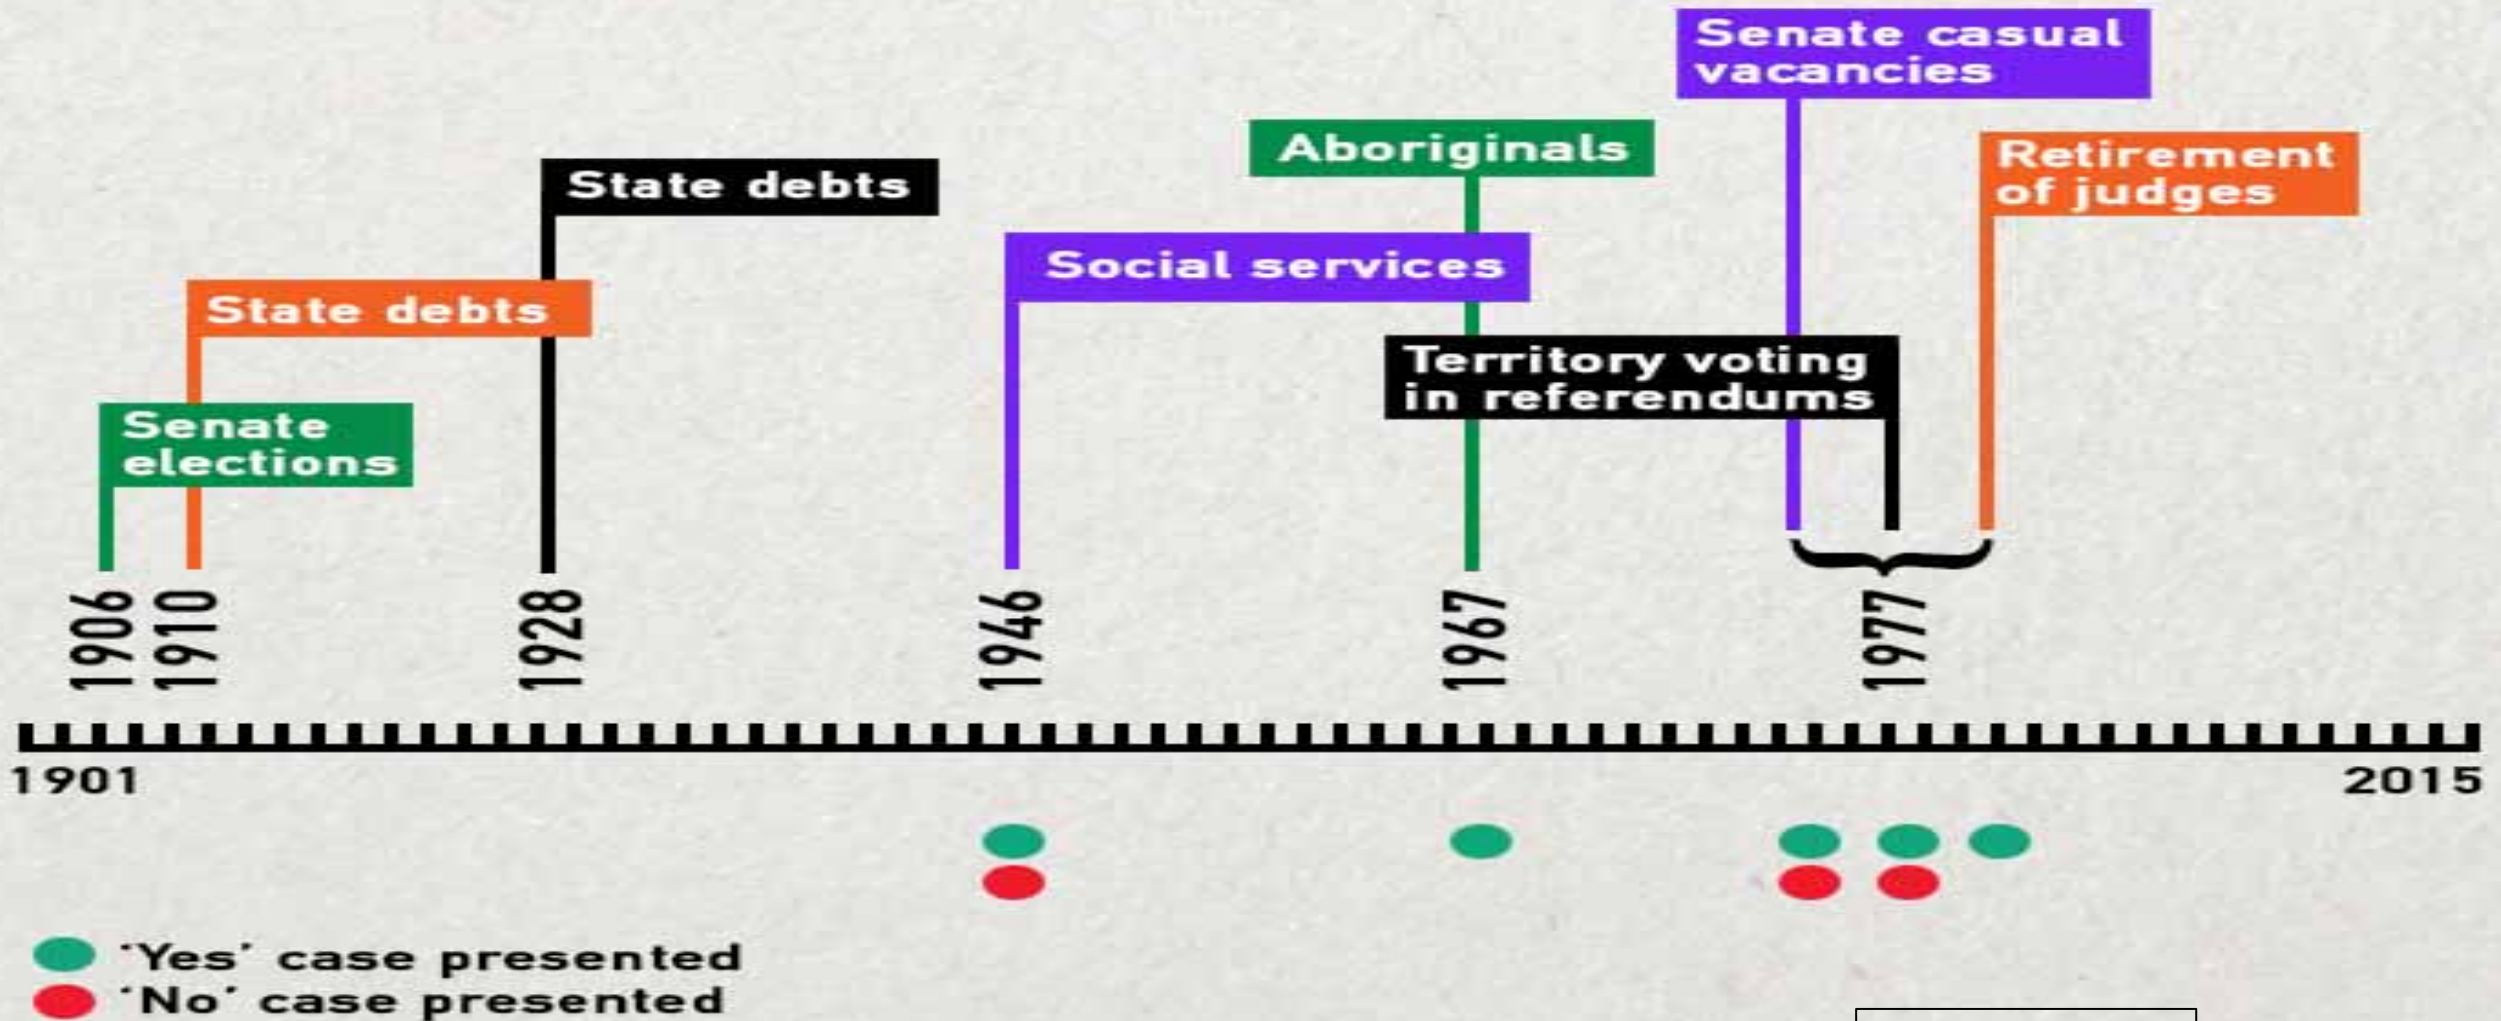 Senate casual
vacancies
Aboriginals
Retirement
of judges
State debts
Social services
State debts
Territory voting
in referendums
Senate
elections
1906
1910
1928
1946
1967
1977
1901
2015
‘Yes’ case presented
‘No’ case presented